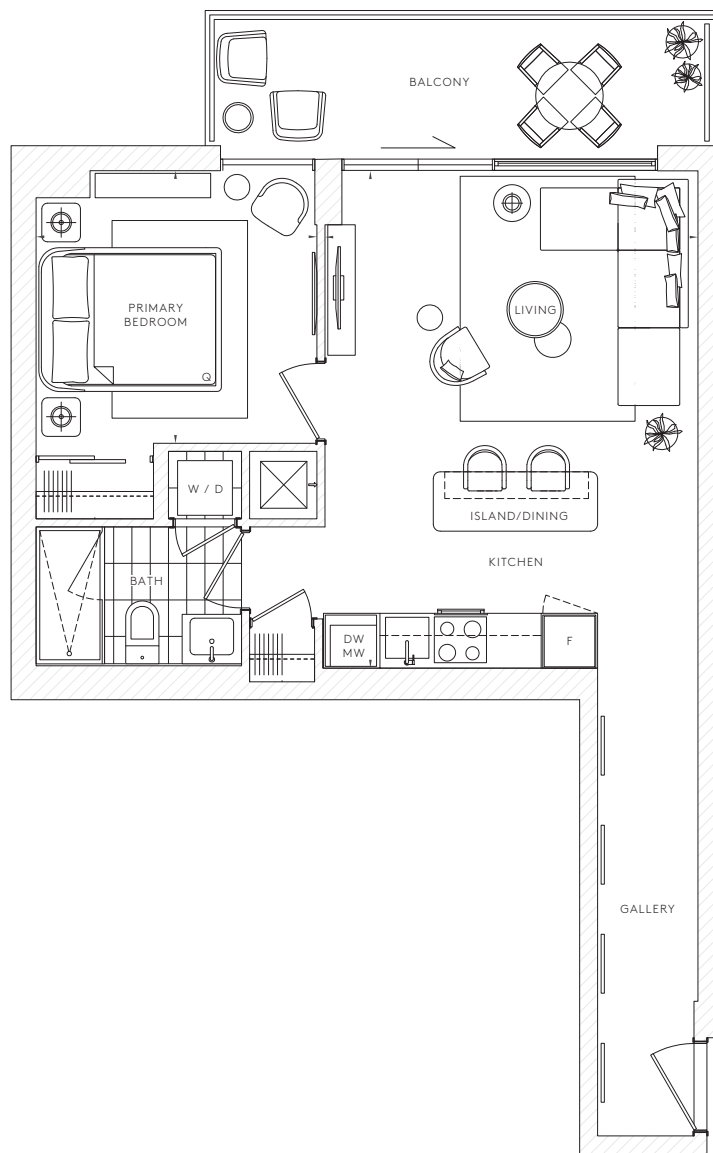 BALCONY
PRIMARY
BEDROOM
LIVING
Q
W / D
ISLAND/DINING
KITCHEN
BATH
DW
MW
F
GALLERY